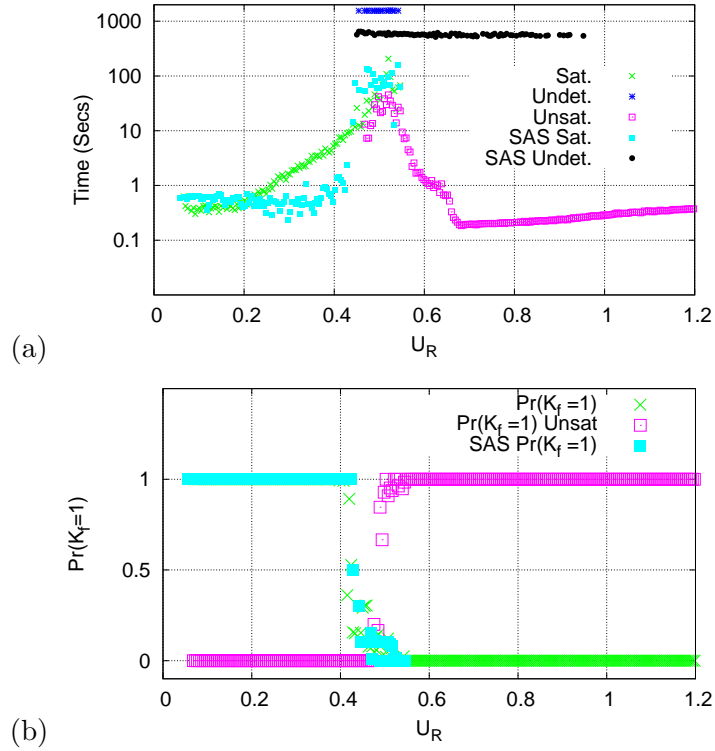 1000
100
10
1
0.1
Time (Secs)
Sat.
Undet.
Unsat.
SAS Sat.
SAS Undet.
0 0.2 0.4 0.6 0.8 1 1.2
(a)
U_R
Pr(K_f =1)
Pr(K_f =1) Unsat
SAS Pr(K_f =1)
1
0.5
0
Pr(K_f=1)
0 0.2 0.4 0.6 0.8 1 1.2
(b)
U_R